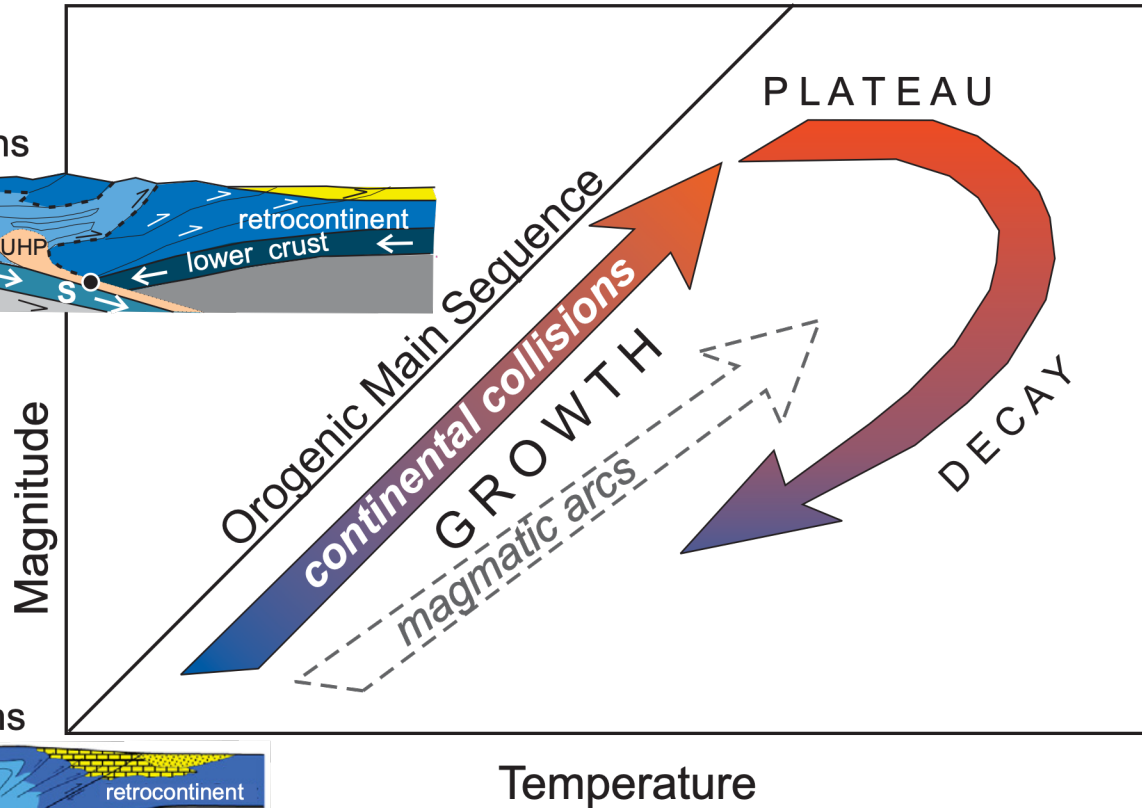 PLATEAU
ns
retrocontinent
UHP
lower crust
S
Orogenic Main Sequence
continental collisions
GROWTH
magmatic arcs
DECAY
Magnitude
ns
retrocontinent
Temperature